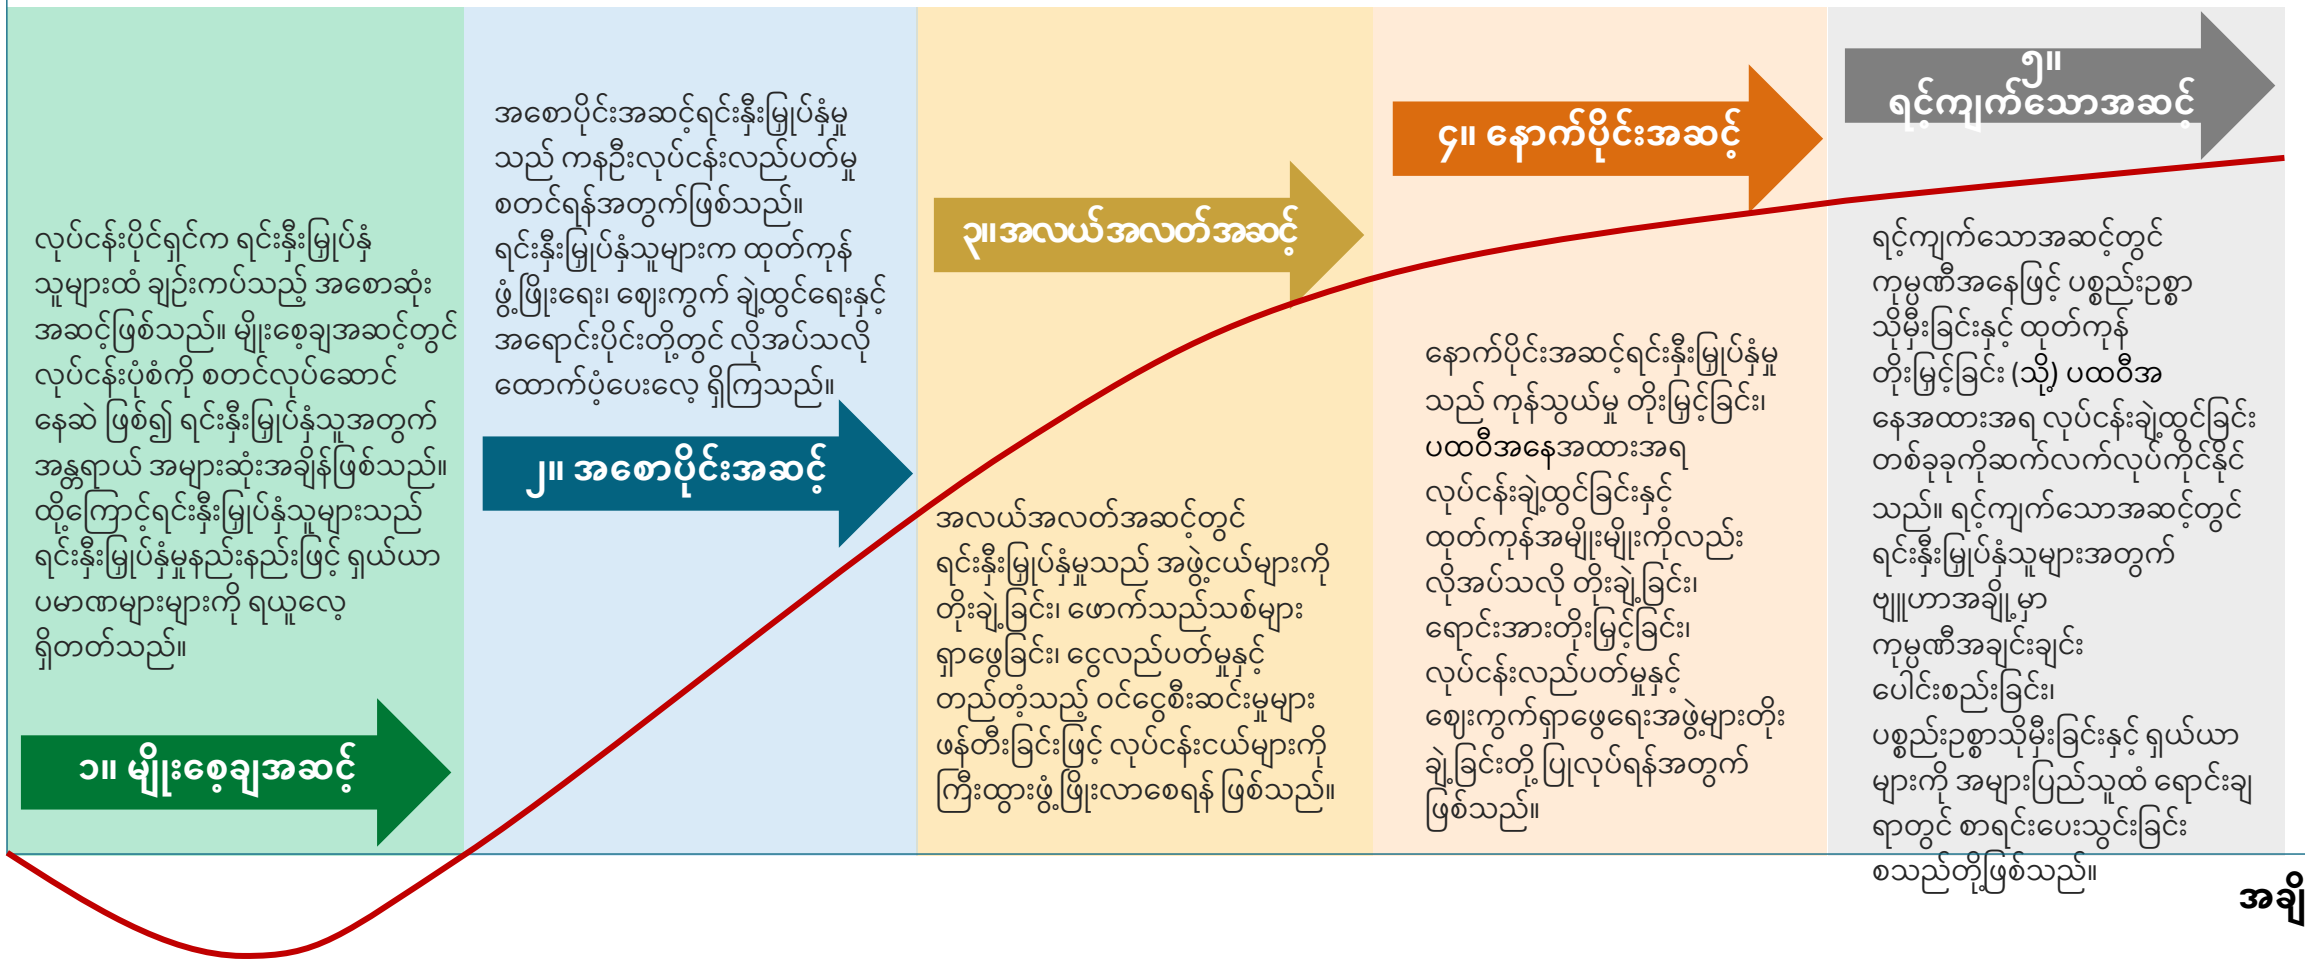 လုပ်ငန်းပိုင်ရှင်က ရင်းနှီးမြှုပ်နှံ
သူများထံ ချဉ်းကပ်သည့် အစောဆုံး
အဆင့်ဖြစ်သည်။ မျိုးစေ့ချအဆင့်တွင်
လုပ်ငန်းပုံစံကို စတင်လုပ်ဆောင်
နေဆဲ ဖြစ်၍ ရင်းနှီးမြှုပ်နှံသူအတွက်
အန္တရာယ် အများဆုံးအချိန်ဖြစ်သည်။
ထို့ကြောင့်ရင်းနှီးမြှုပ်နှံသူများသည်
ရင်းနှီးမြှုပ်နှံမှုနည်းနည်းဖြင့် ရှယ်ယာ
ပမာဏများများကို ရယူလေ့
ရှိတတ်သည်။
၁။ မျိုးစေ့ချအဆင့်
အစောပိုင်းအဆင့်ရင်းနှီးမြှုပ်နှံမှု
သည် ကနဦးလုပ်ငန်းလည်ပတ်မှု
စတင်ရန်အတွက်ဖြစ်သည်။
ရင်းနှီးမြှုပ်နှံသူများက ထုတ်ကုန်
ဖွံ့ဖြိုးရေး၊ ဈေးကွက် ချဲ့ထွင်ရေးနှင့်
အရောင်းပိုင်းတို့တွင် လိုအပ်သလို
ထောက်ပံ့ပေးလေ့ ရှိကြသည်။
၂။ အစောပိုင်းအဆင့်
၃။အလယ်အလတ်အဆင့်
အလယ်အလတ်အဆင့်တွင်
ရင်းနှီးမြှုပ်နှံမှုသည် အဖွဲ့ငယ်များကို
တိုးချဲ့ခြင်း၊ ဖောက်သည်သစ်များ
ရှာဖွေခြင်း၊ ငွေလည်ပတ်မှုနှင့်
တည်တံ့သည့် ဝင်ငွေစီးဆင်းမှုများ
ဖန်တီးခြင်းဖြင့် လုပ်ငန်းငယ်များကို
ကြီးထွားဖွံ့ဖြိုးလာစေရန် ဖြစ်သည်။
၄။ နောက်ပိုင်းအဆင့်
နောက်ပိုင်းအဆင့်ရင်းနှီးမြှုပ်နှံမှု
သည် ကုန်သွယ်မှု တိုးမြှင့်ခြင်း၊
ပထဝီအနေအထားအရ
လုပ်ငန်းချဲ့ထွင်ခြင်းနှင့်
ထုတ်ကုန်အမျိုးမျိုးကိုလည်း
လိုအပ်သလို တိုးချဲ့ခြင်း၊
ရောင်းအားတိုးမြှင့်ခြင်း၊
လုပ်ငန်းလည်ပတ်မှုနှင့်
ဈေးကွက်ရှာဖွေရေးအဖွဲ့များတိုး
ချဲ့ခြင်းတို့ ပြုလုပ်ရန်အတွက်
ဖြစ်သည်။
၅။
ရင့်ကျက်သောအဆင့်
ရင့်ကျက်သောအဆင့်တွင်
ကုမ္ပဏီအနေဖြင့် ပစ္စည်းဥစ္စာ
သိုမှီးခြင်းနှင့် ထုတ်ကုန်
တိုးမြှင့်ခြင်း (သို့) ပထဝီအ
နေအထားအရ လုပ်ငန်းချဲ့ထွင်ခြင်း
တစ်ခုခုကိုဆက်လက်လုပ်ကိုင်နိုင်
သည်။ ရင့်ကျက်သောအဆင့်တွင်
ရင်းနှီးမြှုပ်နှံသူများအတွက်
ဗျူဟာအချို့မှာ
ကုမ္ပဏီအချင်းချင်း
ပေါင်းစည်းခြင်း၊
ပစ္စည်းဥစ္စာသိုမှီးခြင်းနှင့် ရှယ်ယာ
များကို အများပြည်သူထံ ရောင်းချ
ရာတွင် စာရင်းပေးသွင်းခြင်း
စသည်တို့ဖြစ်သည်။